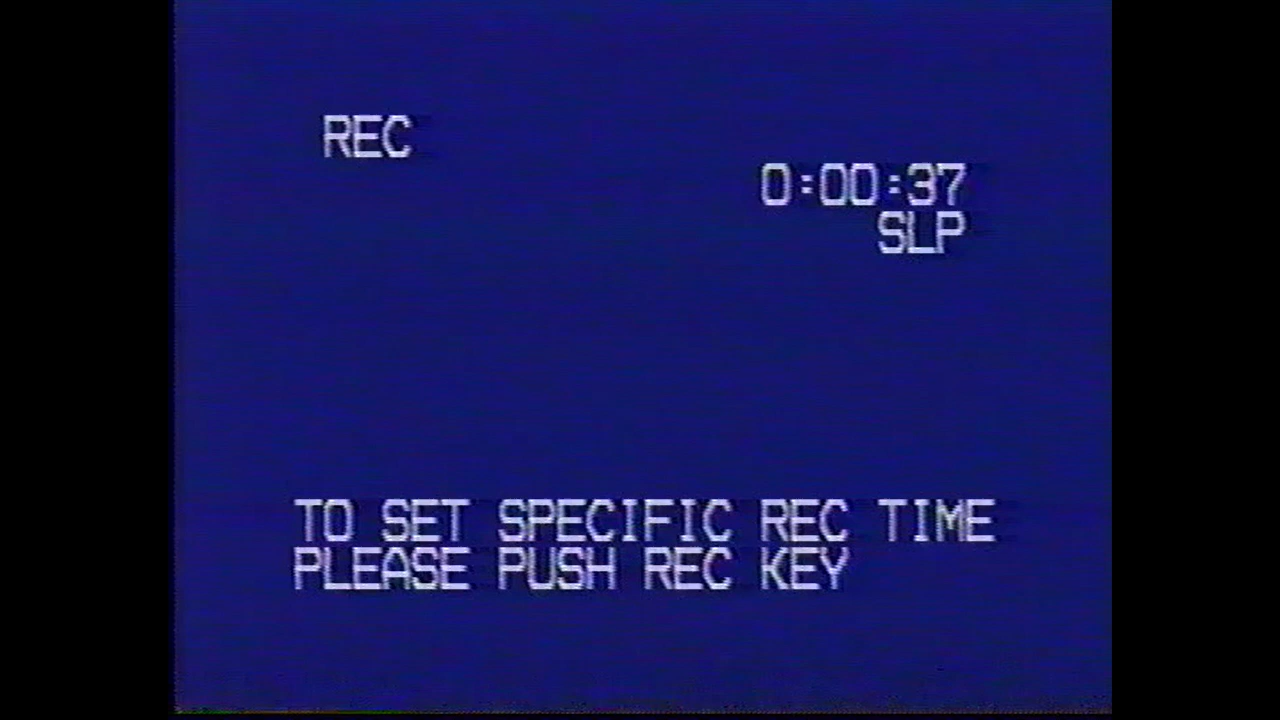 REC
0:00:37
SLP
TO SET SPECIFIC REC TIME
PLEASE PUSH REC KEY